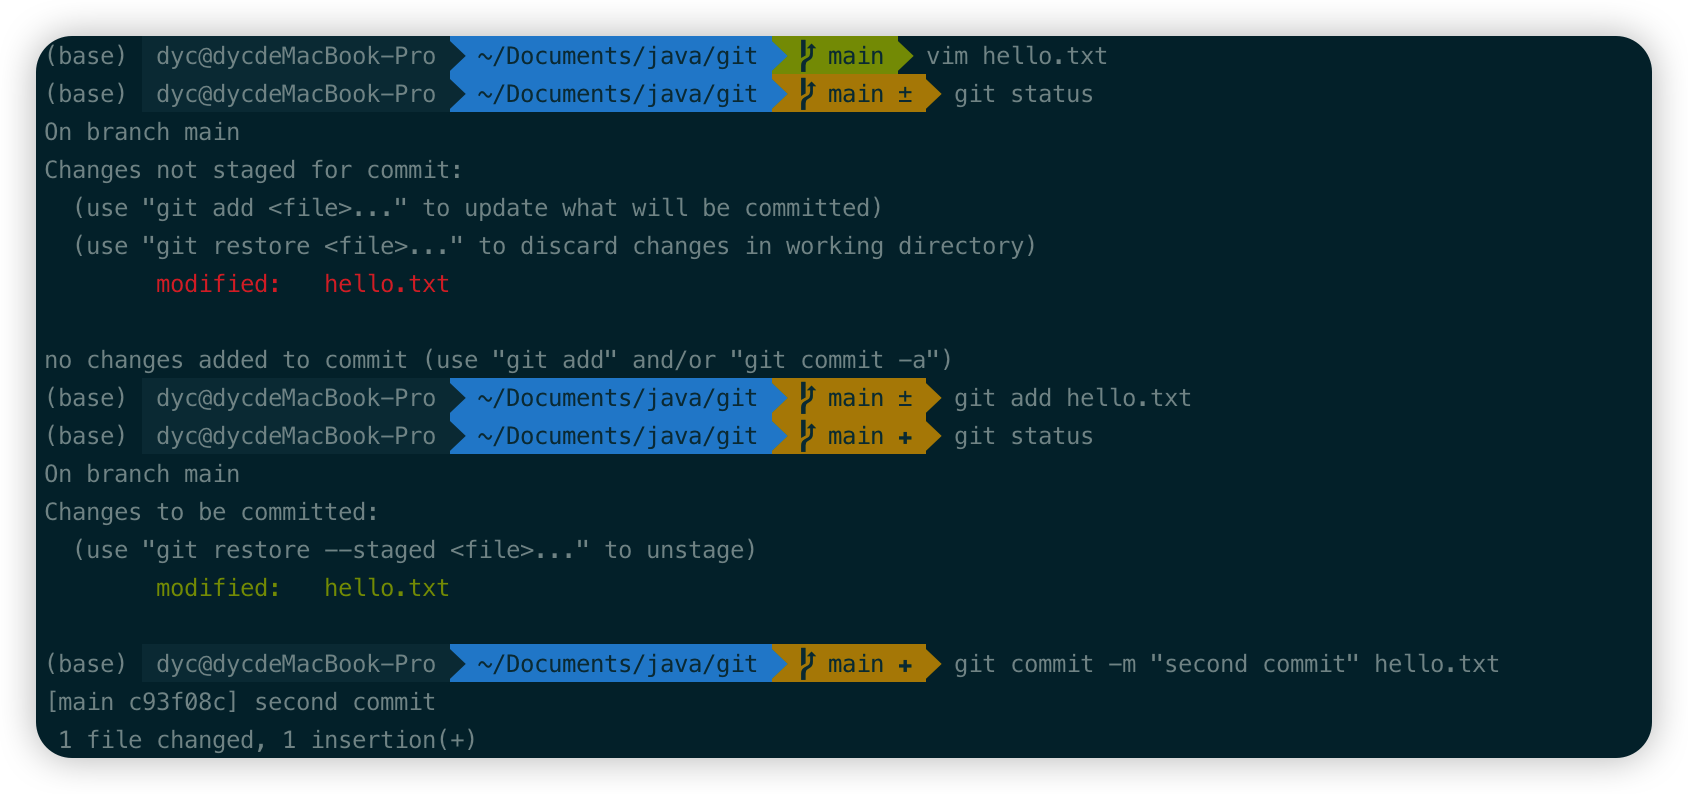 (base) dyc@dycdeMacBook-Pro ~/Documents/java/git main vim hello.txt
(base) dyc@dycdeMacBook-Pro ~/Documents/java/git main ± git status
On branch main
Changes not staged for commit:
  (use "git add <file>..." to update what will be committed)
  (use "git restore <file>..." to discard changes in working directory)
        modified:   hello.txt

no changes added to commit (use "git add" and/or "git commit -a")
(base) dyc@dycdeMacBook-Pro ~/Documents/java/git main ± git add hello.txt
(base) dyc@dycdeMacBook-Pro ~/Documents/java/git main ✚ git status
On branch main
Changes to be committed:
  (use "git restore --staged <file>..." to unstage)
        modified:   hello.txt

(base) dyc@dycdeMacBook-Pro ~/Documents/java/git main ✚ git commit -m "second commit" hello.txt
[main c93f08c] second commit
 1 file changed, 1 insertion(+)